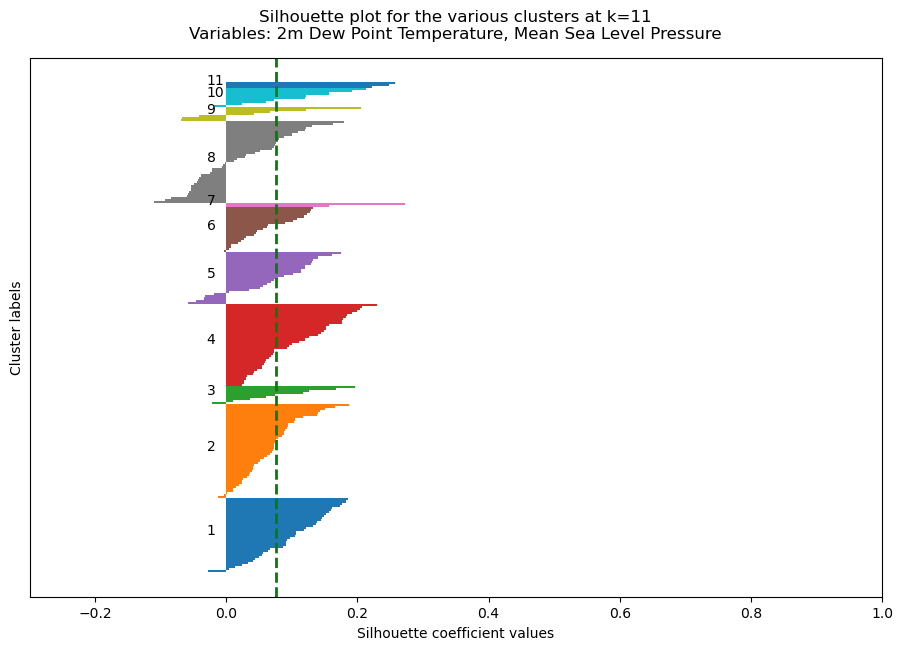 Silhouette plot for the various clusters at k=11
Variables: 2m Dew Point Temperature, Mean Sea Level Pressure
Cluster labels
11
10
9
8
7
6
5
4
3
2
1
−0.2 0.0 0.2 0.4 0.6 0.8 1.0
Silhouette coefficient values